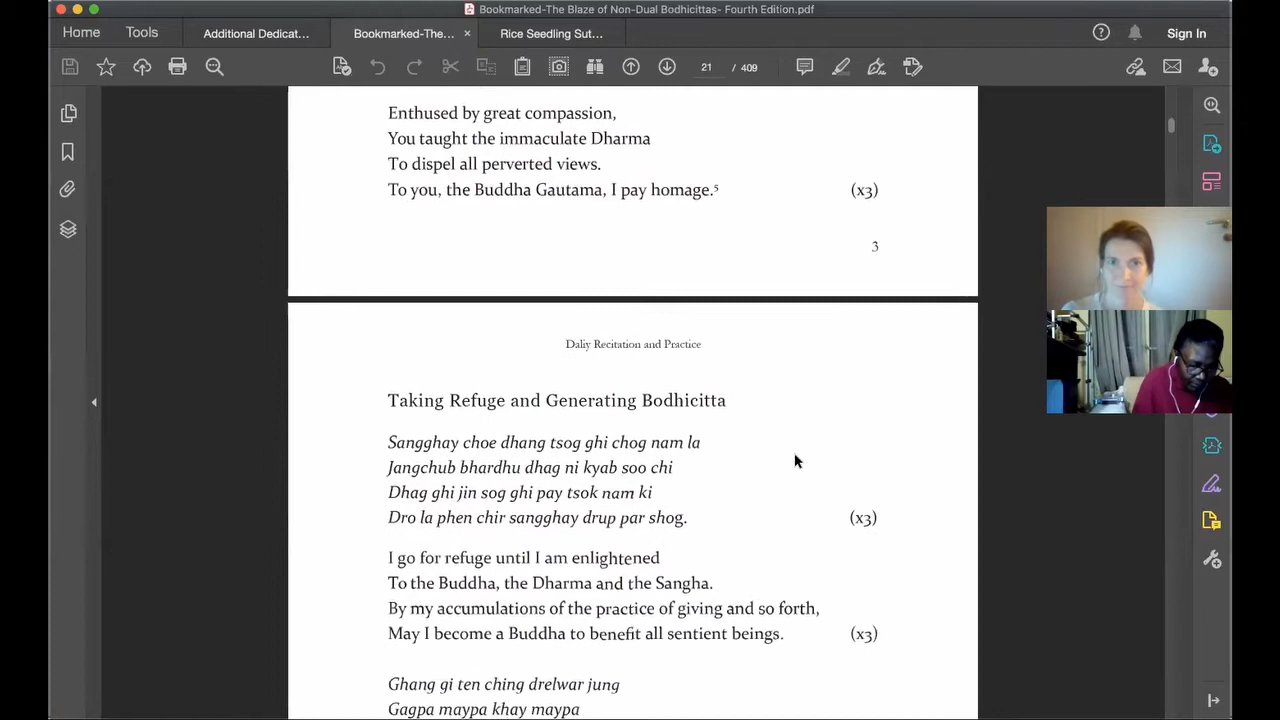 Bookmarked-The Blaze of Non-Dual Bodhicittas- Fourth Edition.pdf
Home Tools Additional Dedicat... Bookmarked-The... × Rice Seedling Sut... Sign In
21 / 409
Enthused by great compassion,
You taught the immaculate Dharma
To dispel all perverted views.
To you, the Buddha Gautama, I pay homage.⁵ (x3)
3
Daliy Recitation and Practice
Taking Refuge and Generating Bodhicitta
Sangghay choe dhang tsog ghi chog nam la
Jangchub bhardhu dhag ni kyab soo chi
Dhag ghi jin sog ghi pay tsok nam ki
Dro la phen chir sangghay drup par shog. (x3)
I go for refuge until I am enlightened
To the Buddha, the Dharma and the Sangha.
By my accumulations of the practice of giving and so forth,
May I become a Buddha to benefit all sentient beings. (x3)
Ghang gi ten ching drelwar jung
Gagpa maypa khay maypa